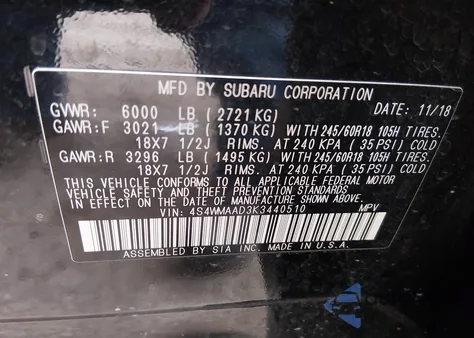 MFD BY SUBARU CORPORATION
GVWR: 6000 LB ( 2721 KG) DATE: 11/18
GAWR:F 3021 LB ( 1370 KG) WITH 245/60R18 105H TIRES.
18X7 1/2J RIMS. AT 240 KPA ( 35 PSI) COLD
GAWR:R 3296 LB ( 1495 KG) WITH 245/60R18 105H TIRES.
18X7 1/2J RIMS. AT 240 KPA ( 35 PSI) COLD
THIS VEHICLE CONFORMS TO ALL APPLICABLE FEDERAL MOTOR
VEHICLE SAFETY AND THEFT PREVENTION STANDARDS
IN EFFECT ON THE DATE OF MANUFACTURE SHOWN ABOVE.
VIN: 4S4WMAAD3K3440510 MPV
ASSEMBLED BY SIA INC. IN U.S.A.